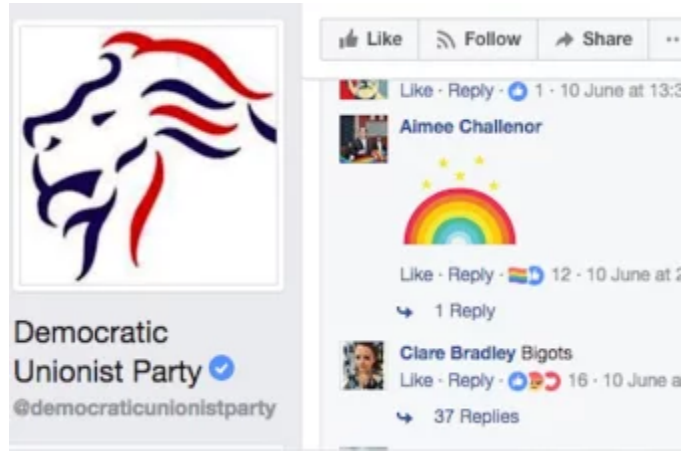 Like Follow Share ••
Like · Reply · 1 · 10 June at 13:3
Aimee Challenor
Like · Reply · 12 · 10 June at 2
1 Reply
Clare Bradley Bigots
Like · Reply · 16 · 10 June a
37 Replies
Democratic
Unionist Party
@democraticunionistparty